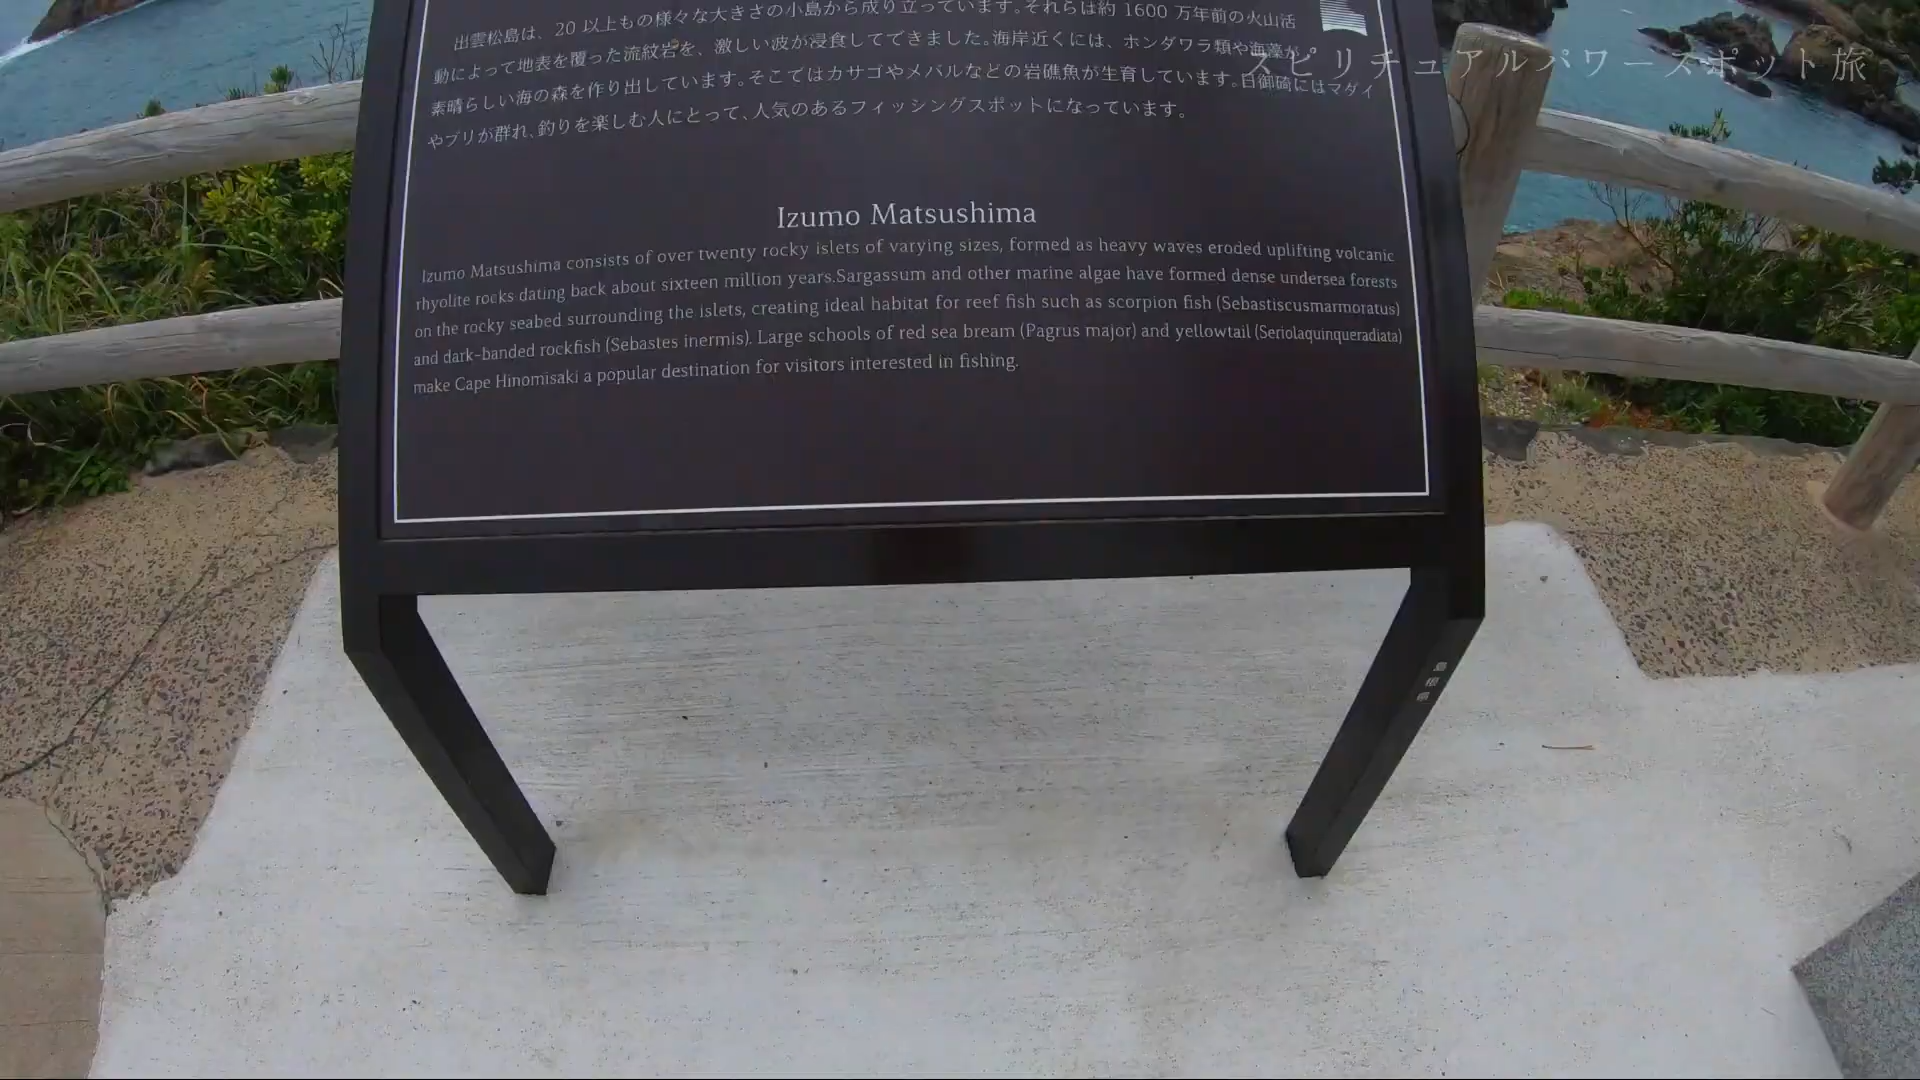 出雲松島は、20 以上もの様々な大きさの小島から成り立っています。それらは約 1600 万年前の火山活
動によって地表を覆った流紋岩を、激しい波が浸食してできました。海岸近くには、ホンダワラ類や海藻が
素晴らしい海の森を作り出しています。そこではカサゴやメバルなどの岩礁魚が生育しています。日御碕にはマダイ
やブリが群れ、釣りを楽しむ人にとって、人気のあるフィッシングスポットになっています。
スピリチュアルパワースポット旅
Izumo Matsushima
Izumo Matsushima consists of over twenty rocky islets of varying sizes, formed as heavy waves eroded uplifting volcanic
rhyolite rocks dating back about sixteen million years.Sargassum and other marine algae have formed dense undersea forests
on the rocky seabed surrounding the islets, creating ideal habitat for reef fish such as scorpion fish (Sebastiscusmarmoratus)
and dark-banded rockfish (Sebastes inermis). Large schools of red sea bream (Pagrus major) and yellowtail (Seriolaquinqueradiata)
make Cape Hinomisaki a popular destination for visitors interested in fishing.
島根県